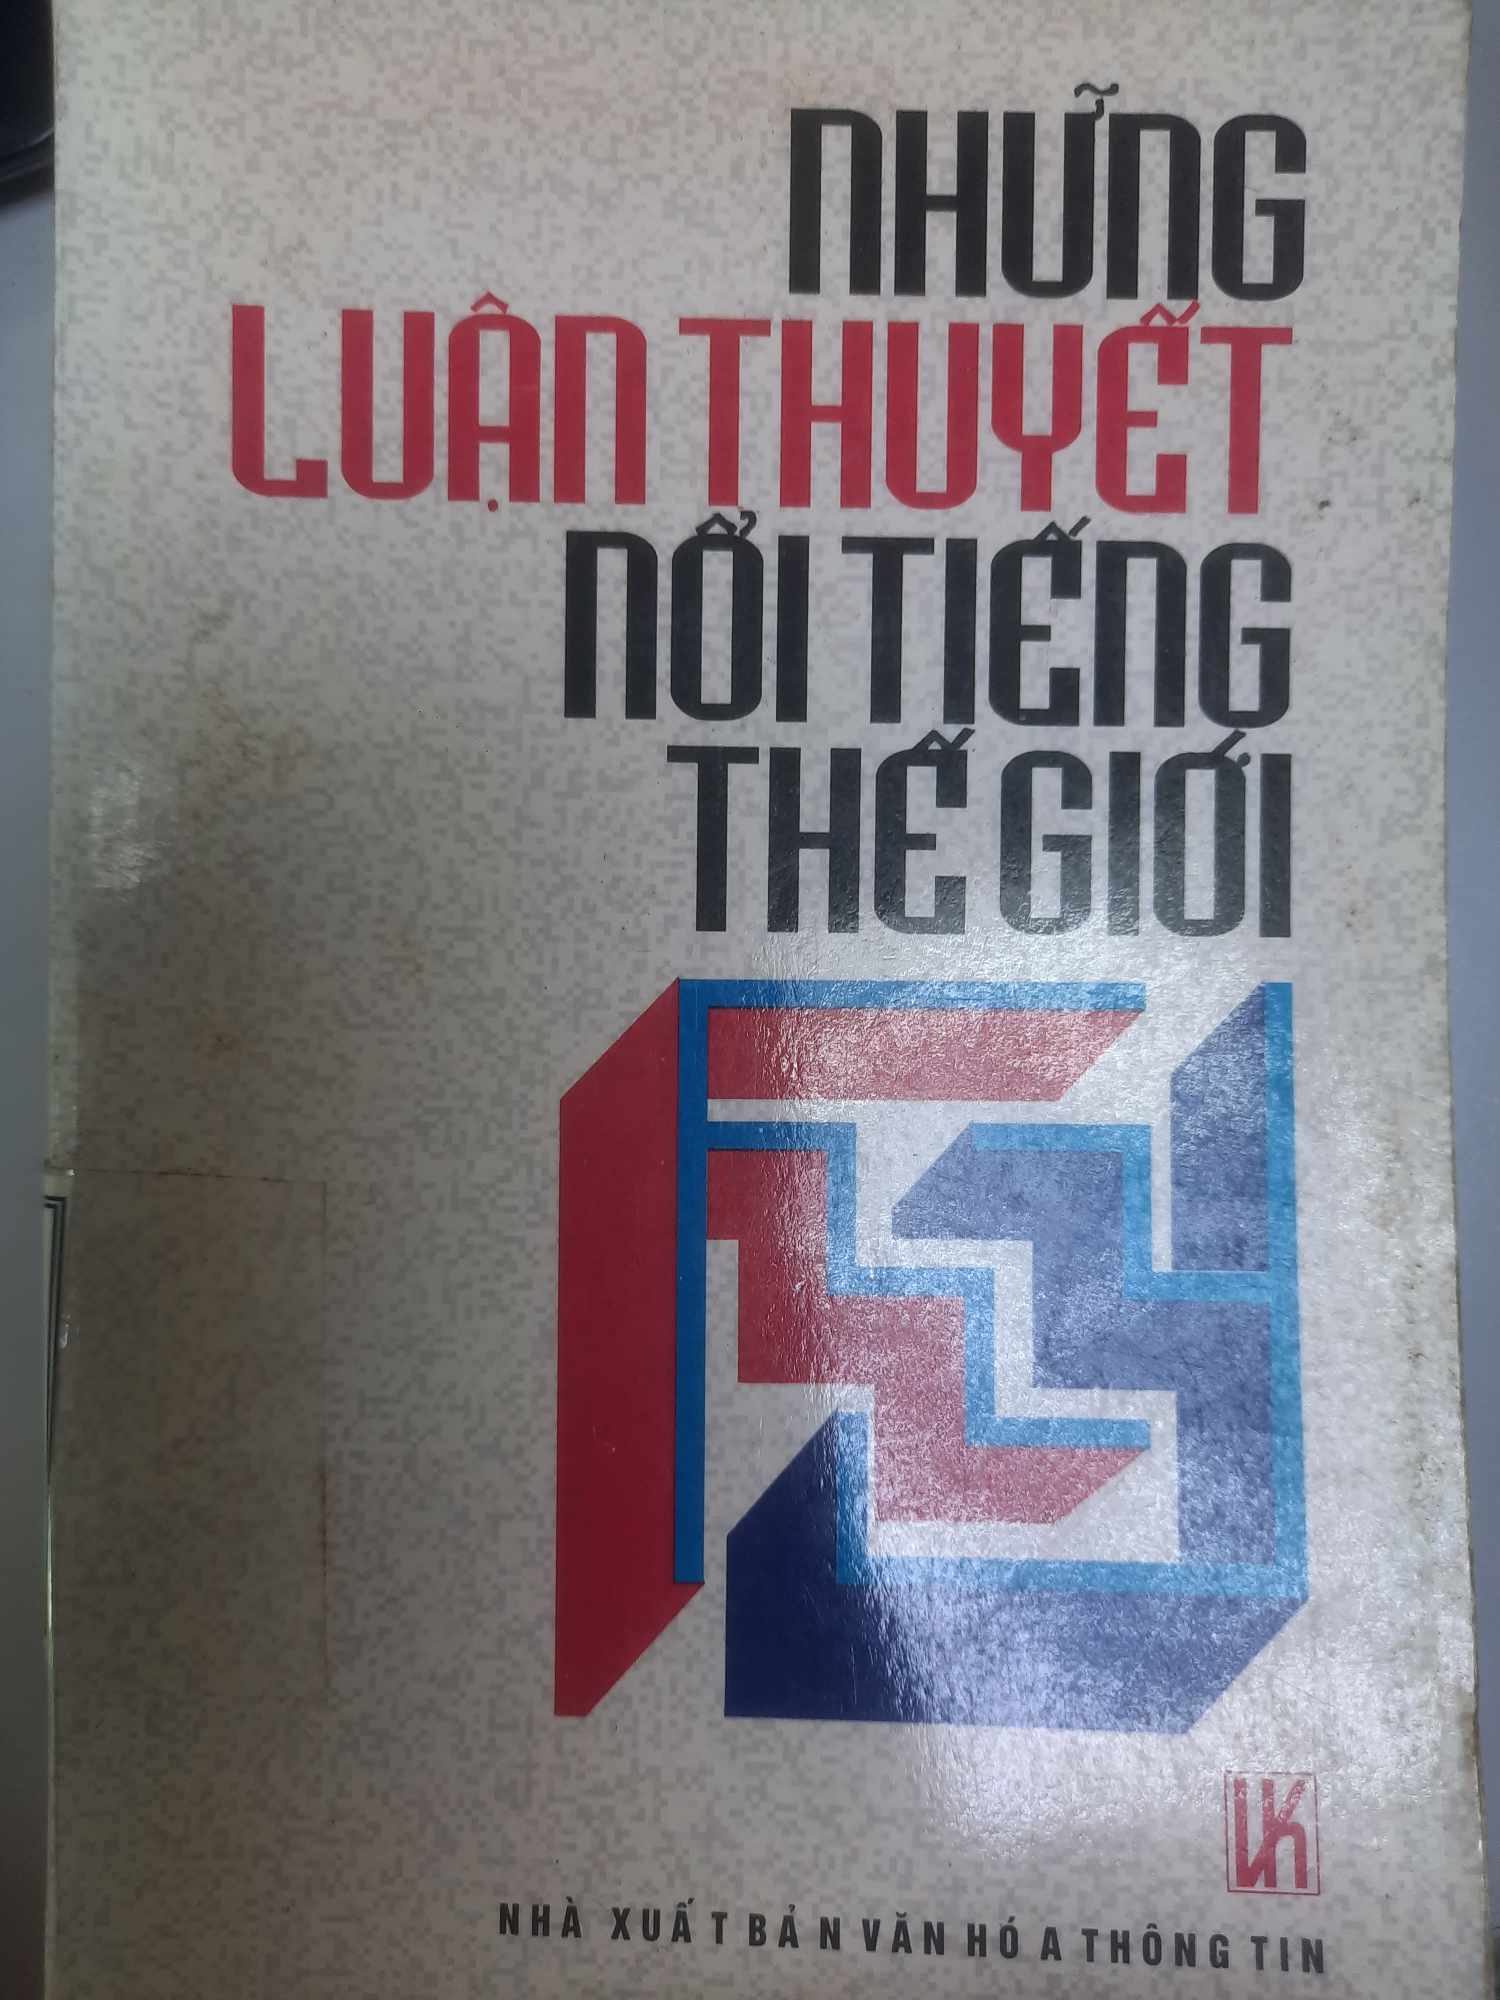 NHỮNG
LUẬN THUYẾT
NỔI TIẾNG
THẾ GIỚI
VK
NHÀ XUẤT BẢN VĂN HÓA THÔNG TIN